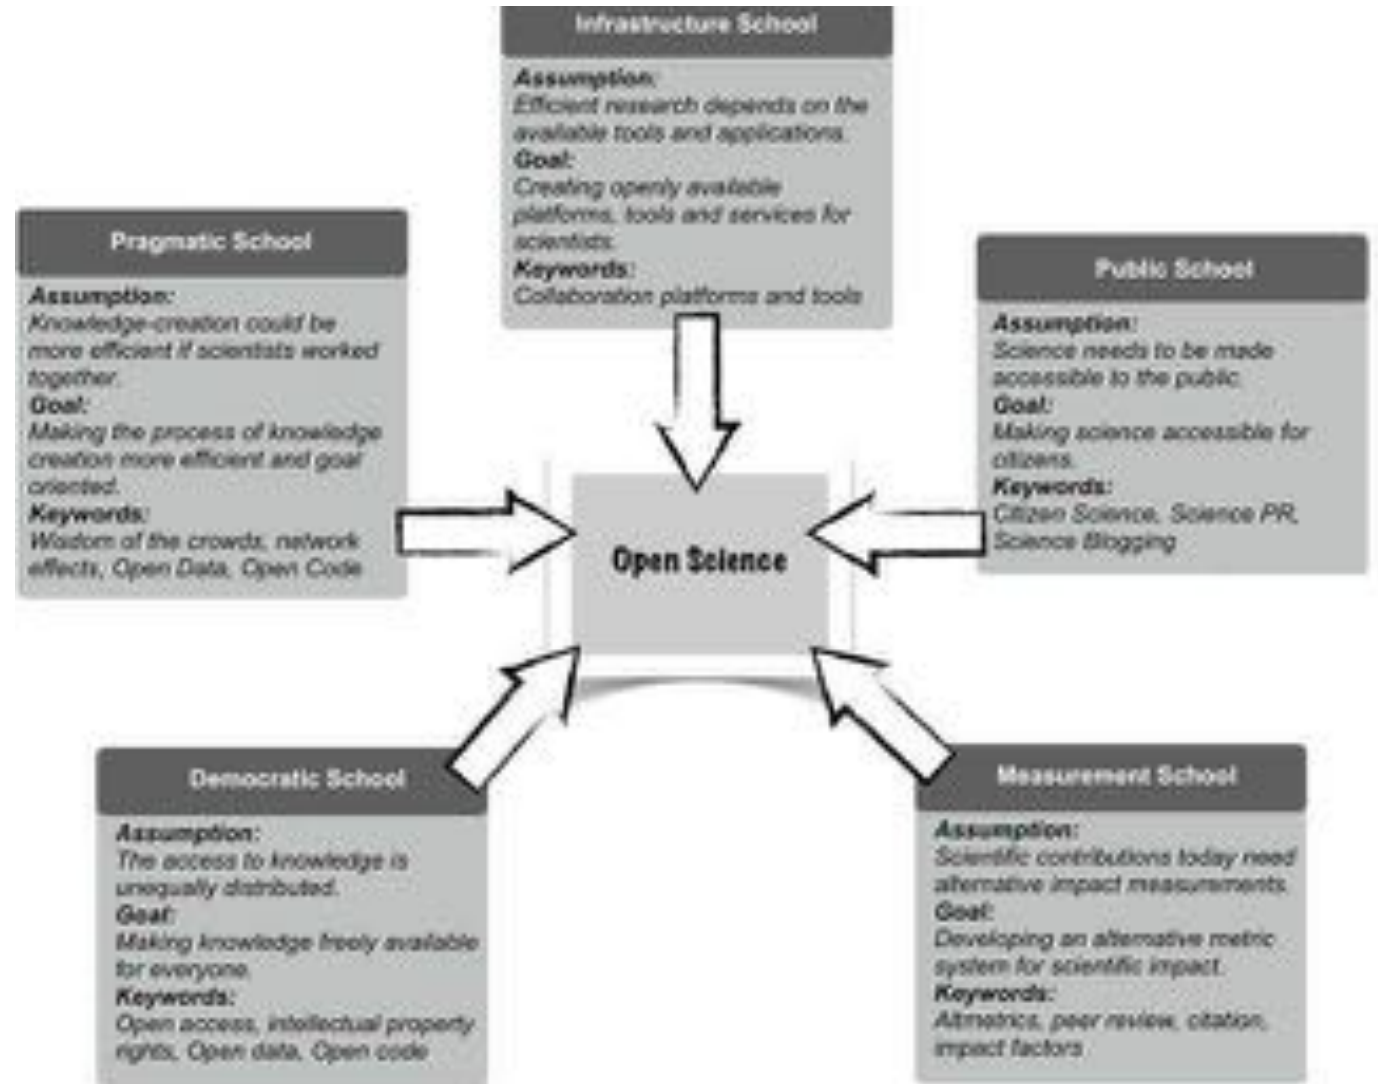 Infrastructure School
Assumption:
Efficient research depends on the
available tools and applications.
Goal:
Creating openly available
platforms, tools and services for
scientists.
Keywords:
Collaboration platforms and tools
Pragmatic School
Assumption:
Knowledge-creation could be
more efficient if scientists worked
together.
Goal:
Making the process of knowledge
creation more efficient and goal
oriented.
Keywords:
Wisdom of the crowds, network
effects, Open Data, Open Code
Public School
Assumption:
Science needs to be made
accessible to the public.
Goal:
Making science accessible for
citizens.
Keywords:
Citizen Science, Science PR,
Science Blogging
Open Science
Democratic School
Assumption:
The access to knowledge is
unequally distributed.
Goal:
Making knowledge freely available
for everyone.
Keywords:
Open access, intellectual property
rights, Open data, Open code
Measurement School
Assumption:
Scientific contributions today need
alternative impact measurements.
Goal:
Developing an alternative metric
system for scientific impact.
Keywords:
Altmetrics, peer review, citation,
impact factors